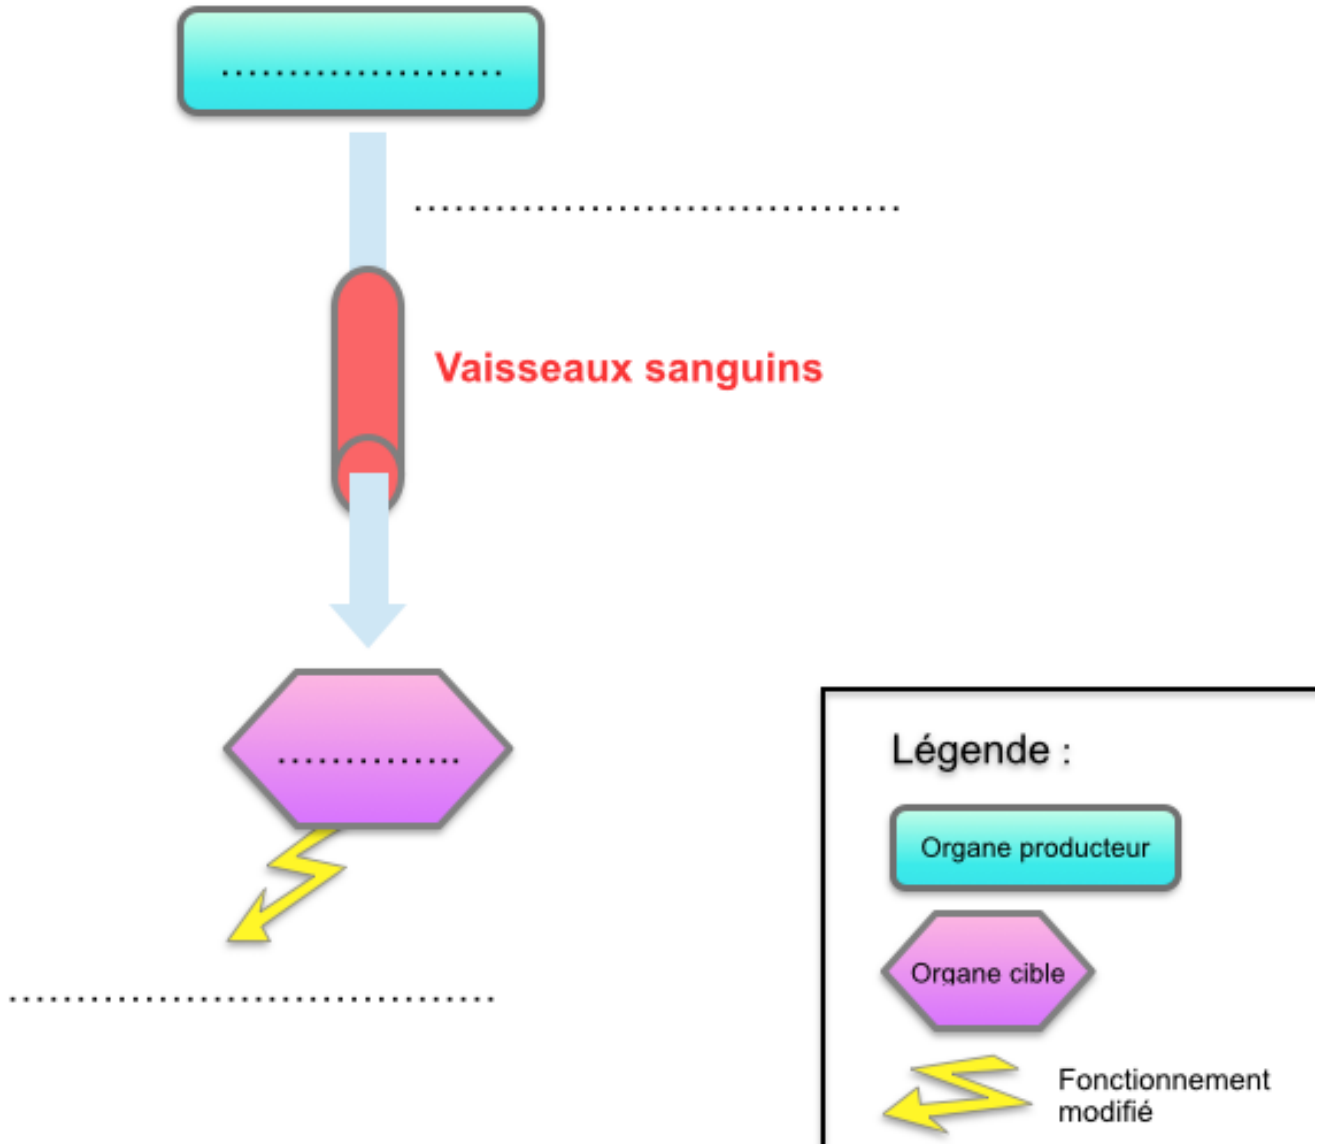 .....................
....................................
Vaisseaux sanguins
..............
....................................
Légende :
Organe producteur
Organe cible
Fonctionnement
modifié